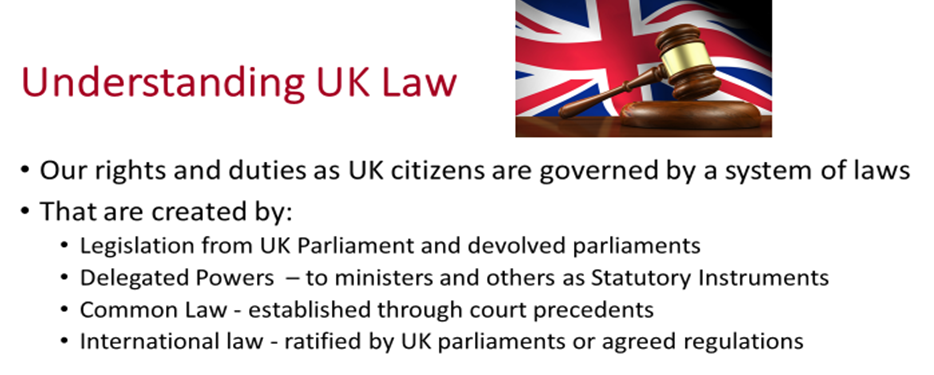 Understanding UK Law
• Our rights and duties as UK citizens are governed by a system of laws
• That are created by:
• Legislation from UK Parliament and devolved parliaments
• Delegated Powers – to ministers and others as Statutory Instruments
• Common Law - established through court precedents
• International law - ratified by UK parliaments or agreed regulations